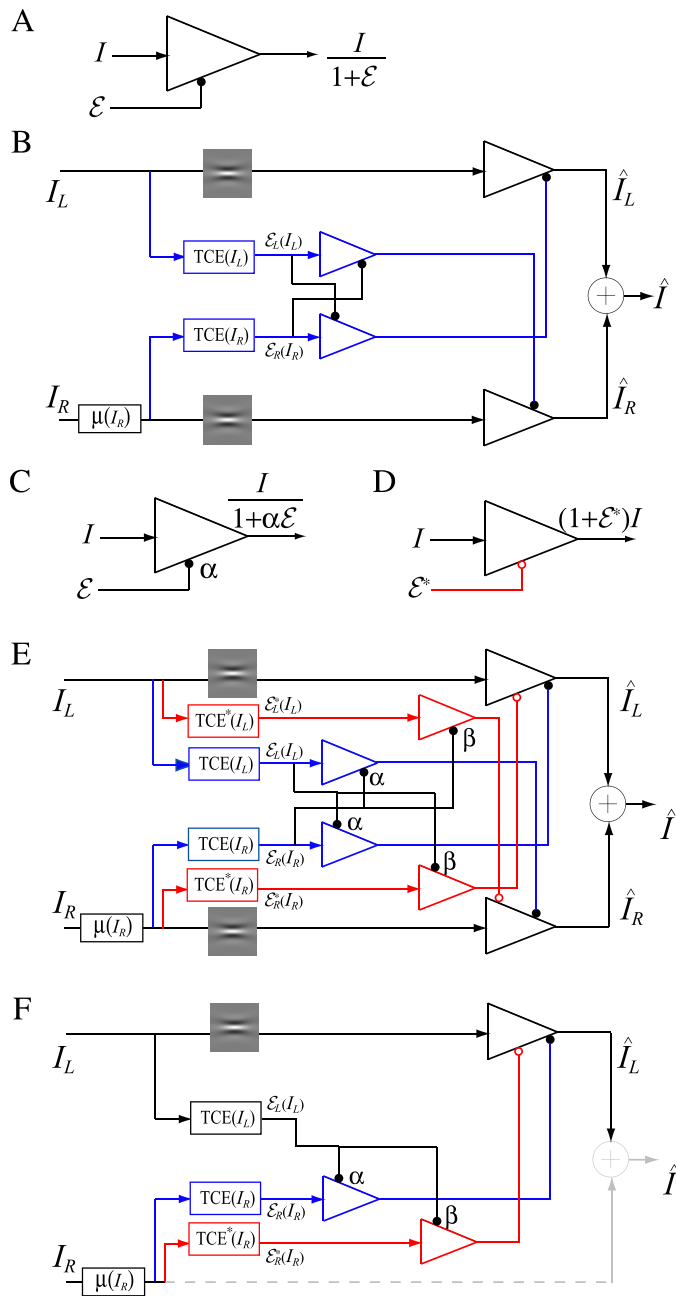 A
I
ℰ
I
1+ℰ
B
I_L
TCE(I_L)
ℰ_L(I_L)
TCE(I_R)
ℰ_R(I_R)
I_R
μ(I_R)
Î_L
+
Î
Î_R
C
I
ℰ
α
I
1+αℰ
D
I
ℰ*
(1+ℰ*)I
E
I_L
TCE*(I_L)
ℰ*_L(I_L)
TCE(I_L)
ℰ_L(I_L)
β
α
α
TCE(I_R)
ℰ_R(I_R)
β
TCE*(I_R)
ℰ*_R(I_R)
I_R
μ(I_R)
Î_L
+
Î
Î_R
F
I_L
TCE(I_L)
ℰ_L(I_L)
α
TCE(I_R)
ℰ_R(I_R)
β
TCE*(I_R)
ℰ*_R(I_R)
I_R
μ(I_R)
Î_L
+
Î